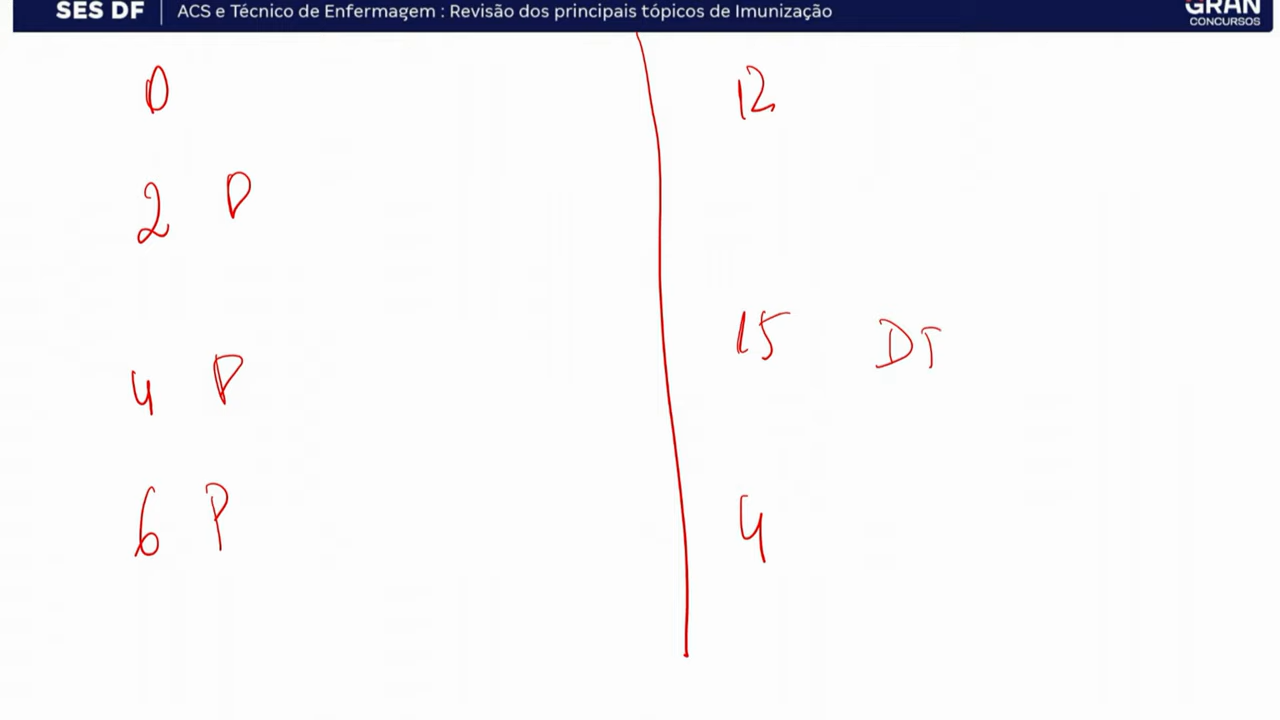 SES DF | ACS e Técnico de Enfermagem : Revisão dos principais tópicos de Imunização
GRAN
CONCURSOS
0
2 P
4 P
6 P
12
15 DT
4